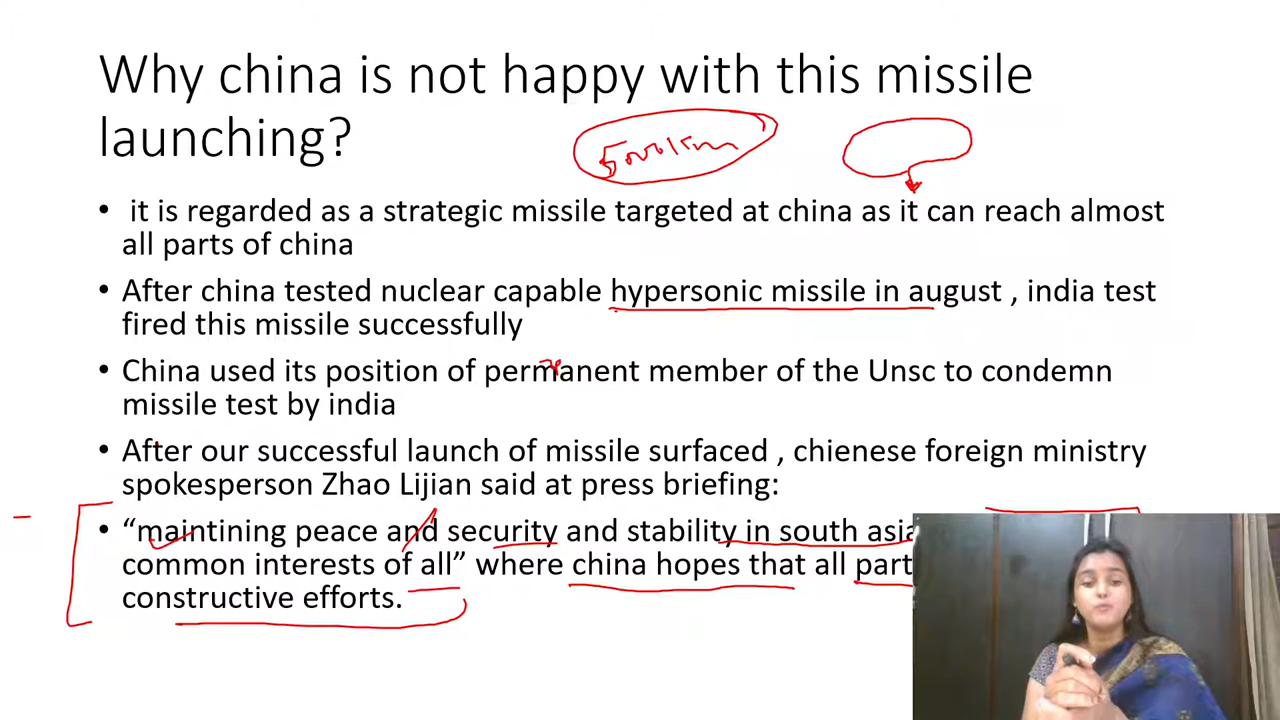 Why china is not happy with this missile
launching?
5000km
• it is regarded as a strategic missile targeted at china as it can reach almost
all parts of china
• After china tested nuclear capable hypersonic missile in august , india test
fired this missile successfully
• China used its position of permanent member of the Unsc to condemn
missile test by india
• After our successful launch of missile surfaced , chienese foreign ministry
spokesperson Zhao Lijian said at press briefing:
• “maintining peace and security and stability in south asia
common interests of all” where china hopes that all part
constructive efforts.